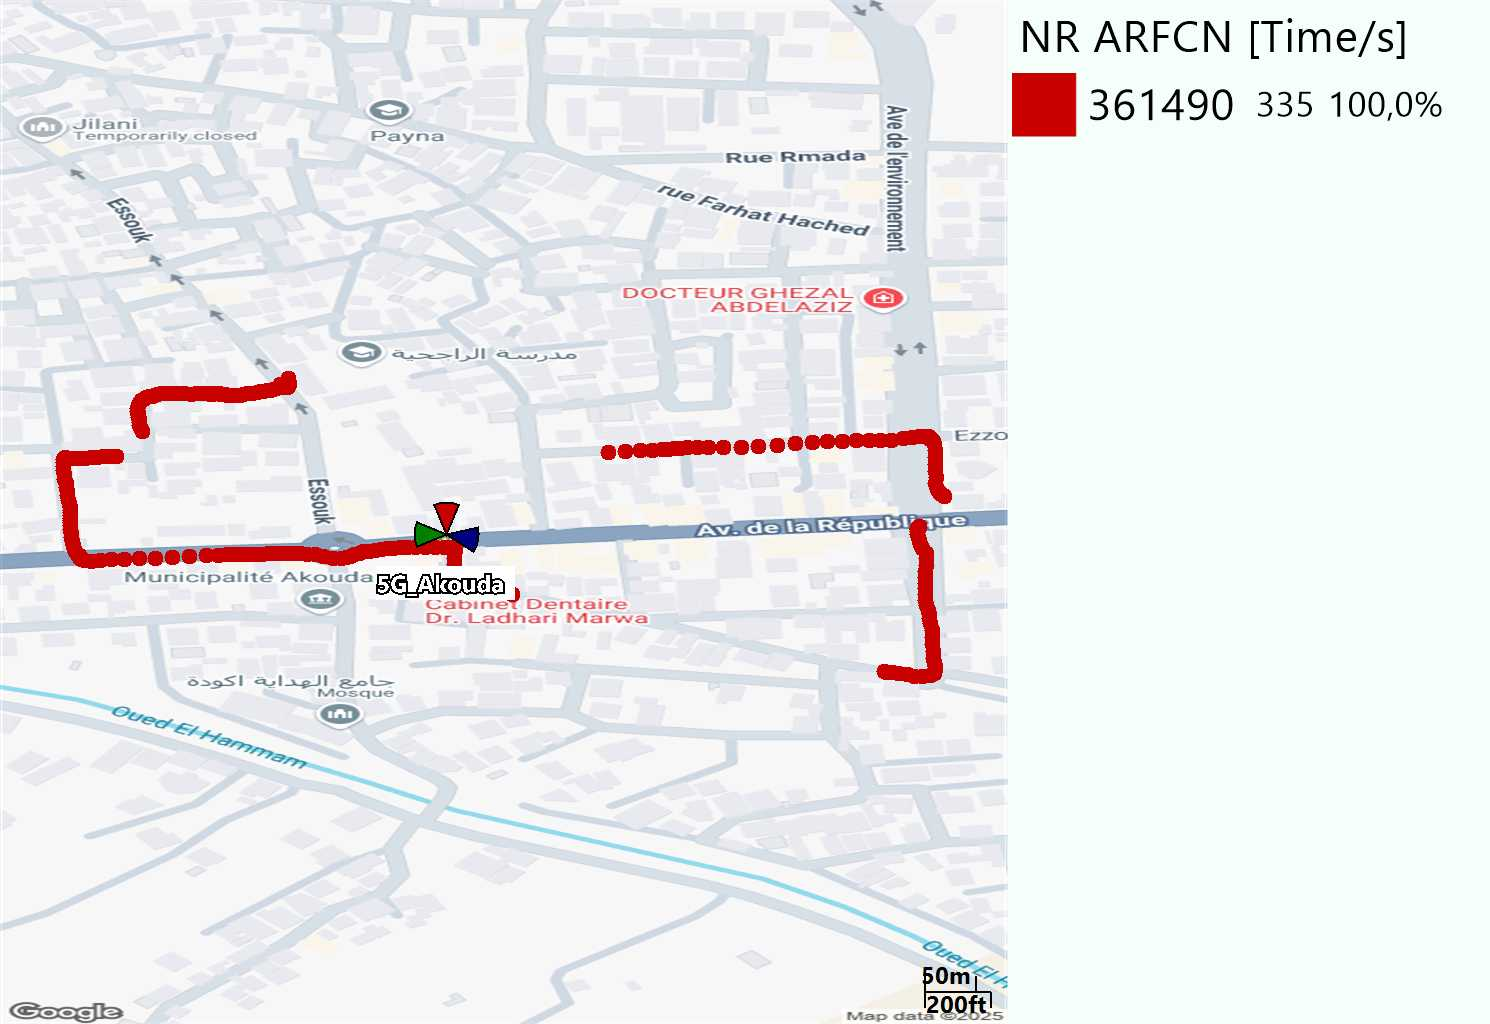 NR ARFCN [Time/s]
361490 335 100,0%
Jilani
Temporarily closed
Payna
Essouk
Rue Rmada
rue Farhat Hached
Ave de l'environnement
DOCTEUR GHEZAL
ABDELAZIZ
مدرسة الراجحية
Ezzo
Essouk
Av. de la République
Municipalité Akouda
5G_Akouda
Cabinet Dentaire
Dr. Ladhari Marwa
جامع الهداية اكودة
Mosque
Oued El Hammam
Oued El H
50m
200ft
Google
Map data ©2025